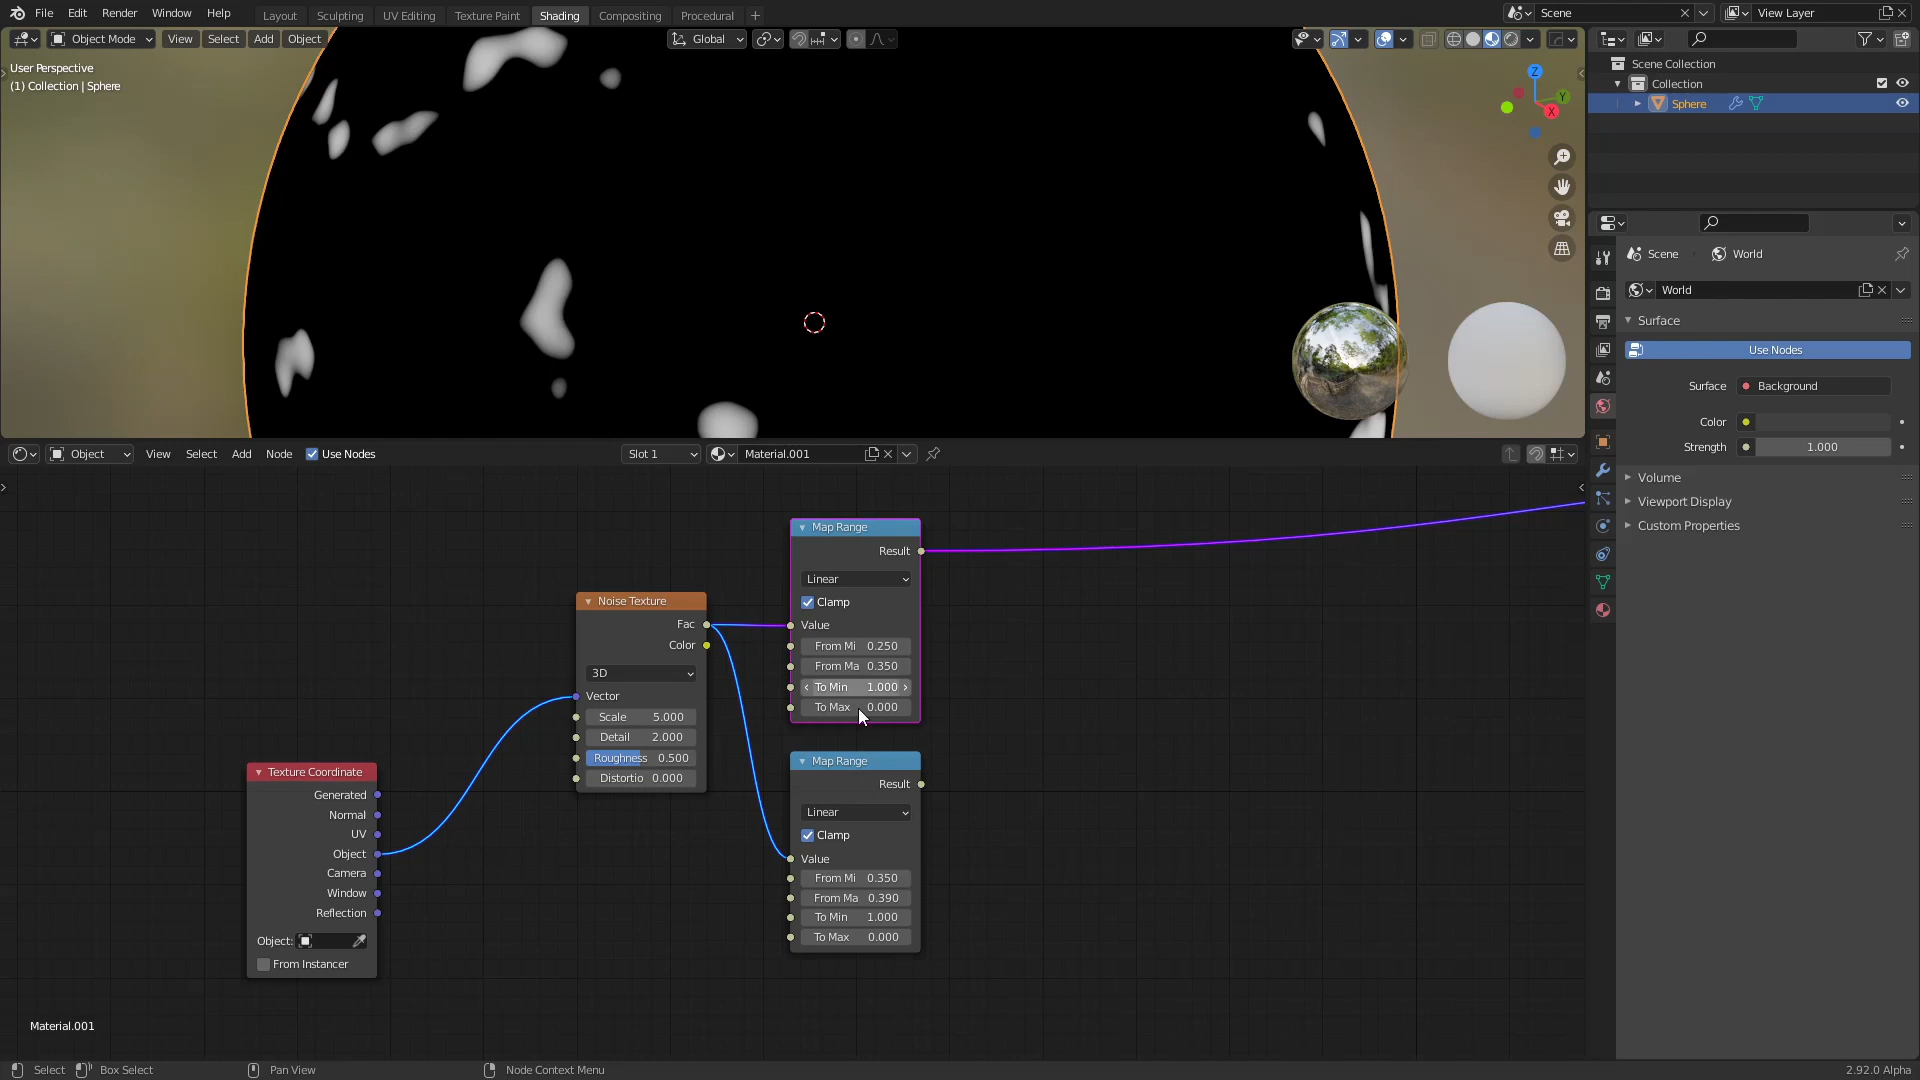 File Edit Render Window Help
Layout Sculpting UV Editing Texture Paint Shading Compositing Procedural +
Scene
View Layer
Object Mode View Select Add Object
Global
User Perspective
(1) Collection | Sphere
Z
Y
X
Scene Collection
Collection
Sphere
Scene World
World
Surface
Use Nodes
Surface Background
Color
Strength 1.000
Volume
Viewport Display
Custom Properties
Object View Select Add Node Use Nodes
Slot 1 Material.001
Map Range
Result
Linear
Clamp
Value
From Mi 0.250
From Ma 0.350
To Min 1.000
To Max 0.000
Noise Texture
Fac
Color
3D
Vector
Scale 5.000
Detail 2.000
Roughness 0.500
Distortio 0.000
Map Range
Result
Linear
Clamp
Value
From Mi 0.350
From Ma 0.390
To Min 1.000
To Max 0.000
Texture Coordinate
Generated
Normal
UV
Object
Camera
Window
Reflection
Object:
From Instancer
Material.001
Select Box Select Pan View Node Context Menu 2.92.0 Alpha